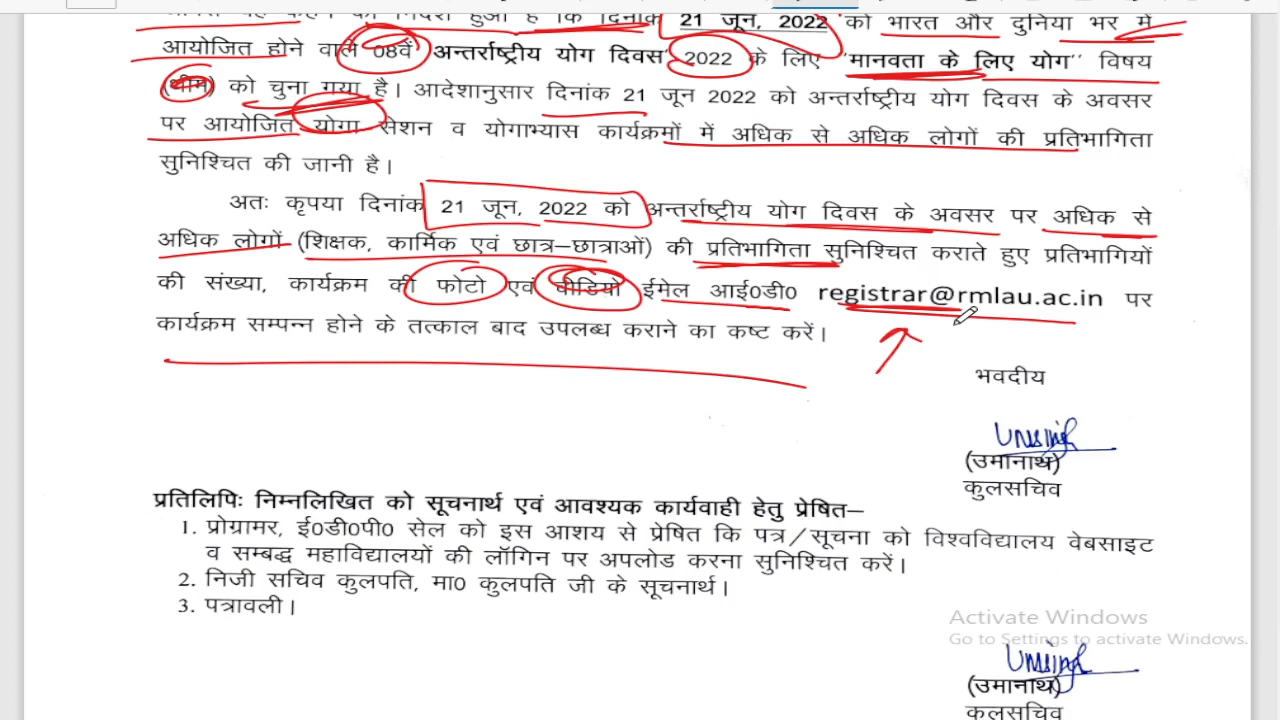 कि दिनांक 21 जून, 2022 को भारत और दुनिया भर में
आयोजित होने वाले 08वें अन्तर्राष्ट्रीय योग दिवस 2022 के लिए 'मानवता के लिए योग" विषय
(थीम) को चुना गया है। आदेशानुसार दिनांक 21 जून 2022 को अन्तर्राष्ट्रीय योग दिवस के अवसर
पर आयोजित योगा सेशन व योगाभ्यास कार्यक्रमों में अधिक से अधिक लोगों की प्रतिभागिता
सुनिश्चित की जानी है।
अतः कृपया दिनांक 21 जून, 2022 को अन्तर्राष्ट्रीय योग दिवस के अवसर पर अधिक से
अधिक लोगों (शिक्षक, कार्मिक एवं छात्र–छात्राओं) की प्रतिभागिता सुनिश्चित कराते हुए प्रतिभागियों
की संख्या, कार्यक्रम की फोटो एवं वीडियो ईमेल आई0डी0 registrar@rmlau.ac.in पर
कार्यक्रम सम्पन्न होने के तत्काल बाद उपलब्ध कराने का कष्ट करें।
भवदीय
(उमानाथ)
कुलसचिव
प्रतिलिपिः निम्नलिखित को सूचनार्थ एवं आवश्यक कार्यवाही हेतु प्रेषित–
1. प्रोग्रामर, ई0डी0पी0 सेल को इस आशय से प्रेषित कि पत्र/सूचना को विश्वविद्यालय वेबसाइट
व सम्बद्ध महाविद्यालयों की लॉगिन पर अपलोड करना सुनिश्चित करें।
2. निजी सचिव कुलपति, मा0 कुलपति जी के सूचनार्थ।
3. पत्रावली।
Activate Windows
Go to Settings to activate Windows.
(उमानाथ)
कुलसचिव